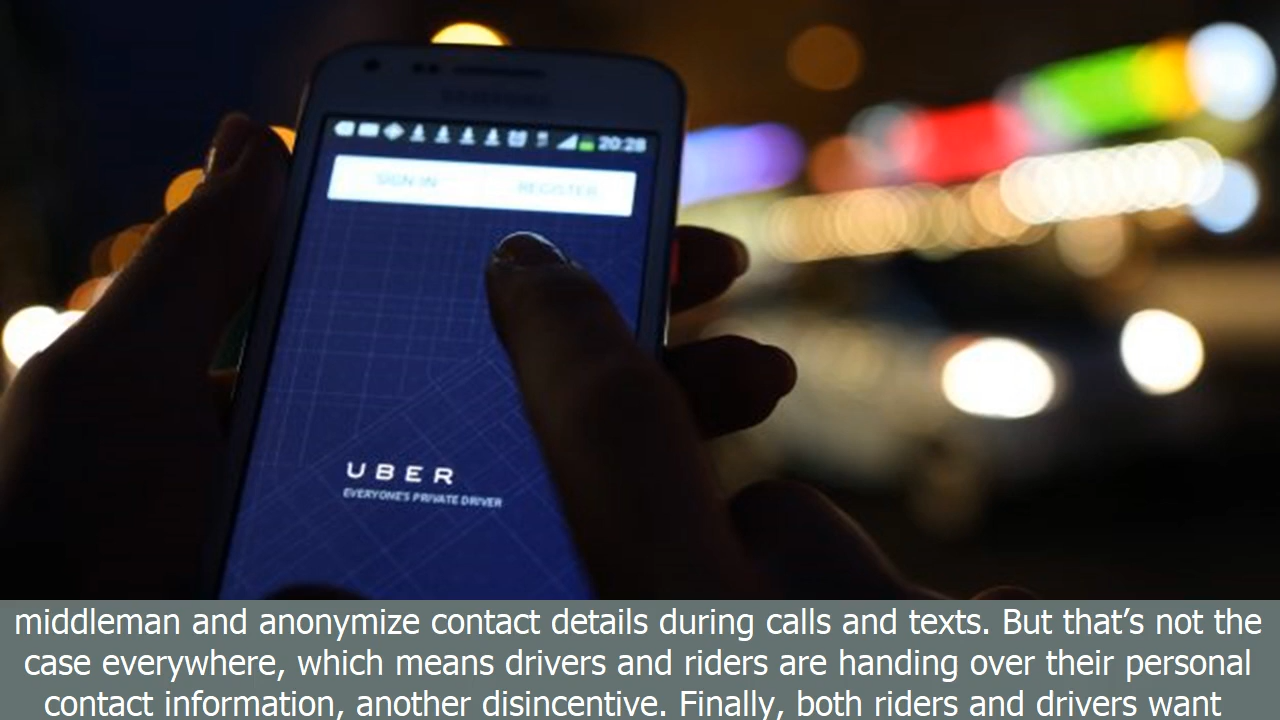 20:28
SIGN IN REGISTER
UBER
EVERYONE'S PRIVATE DRIVER
middleman and anonymize contact details during calls and texts. But that’s not the
case everywhere, which means drivers and riders are handing over their personal
contact information, another disincentive. Finally, both riders and drivers want